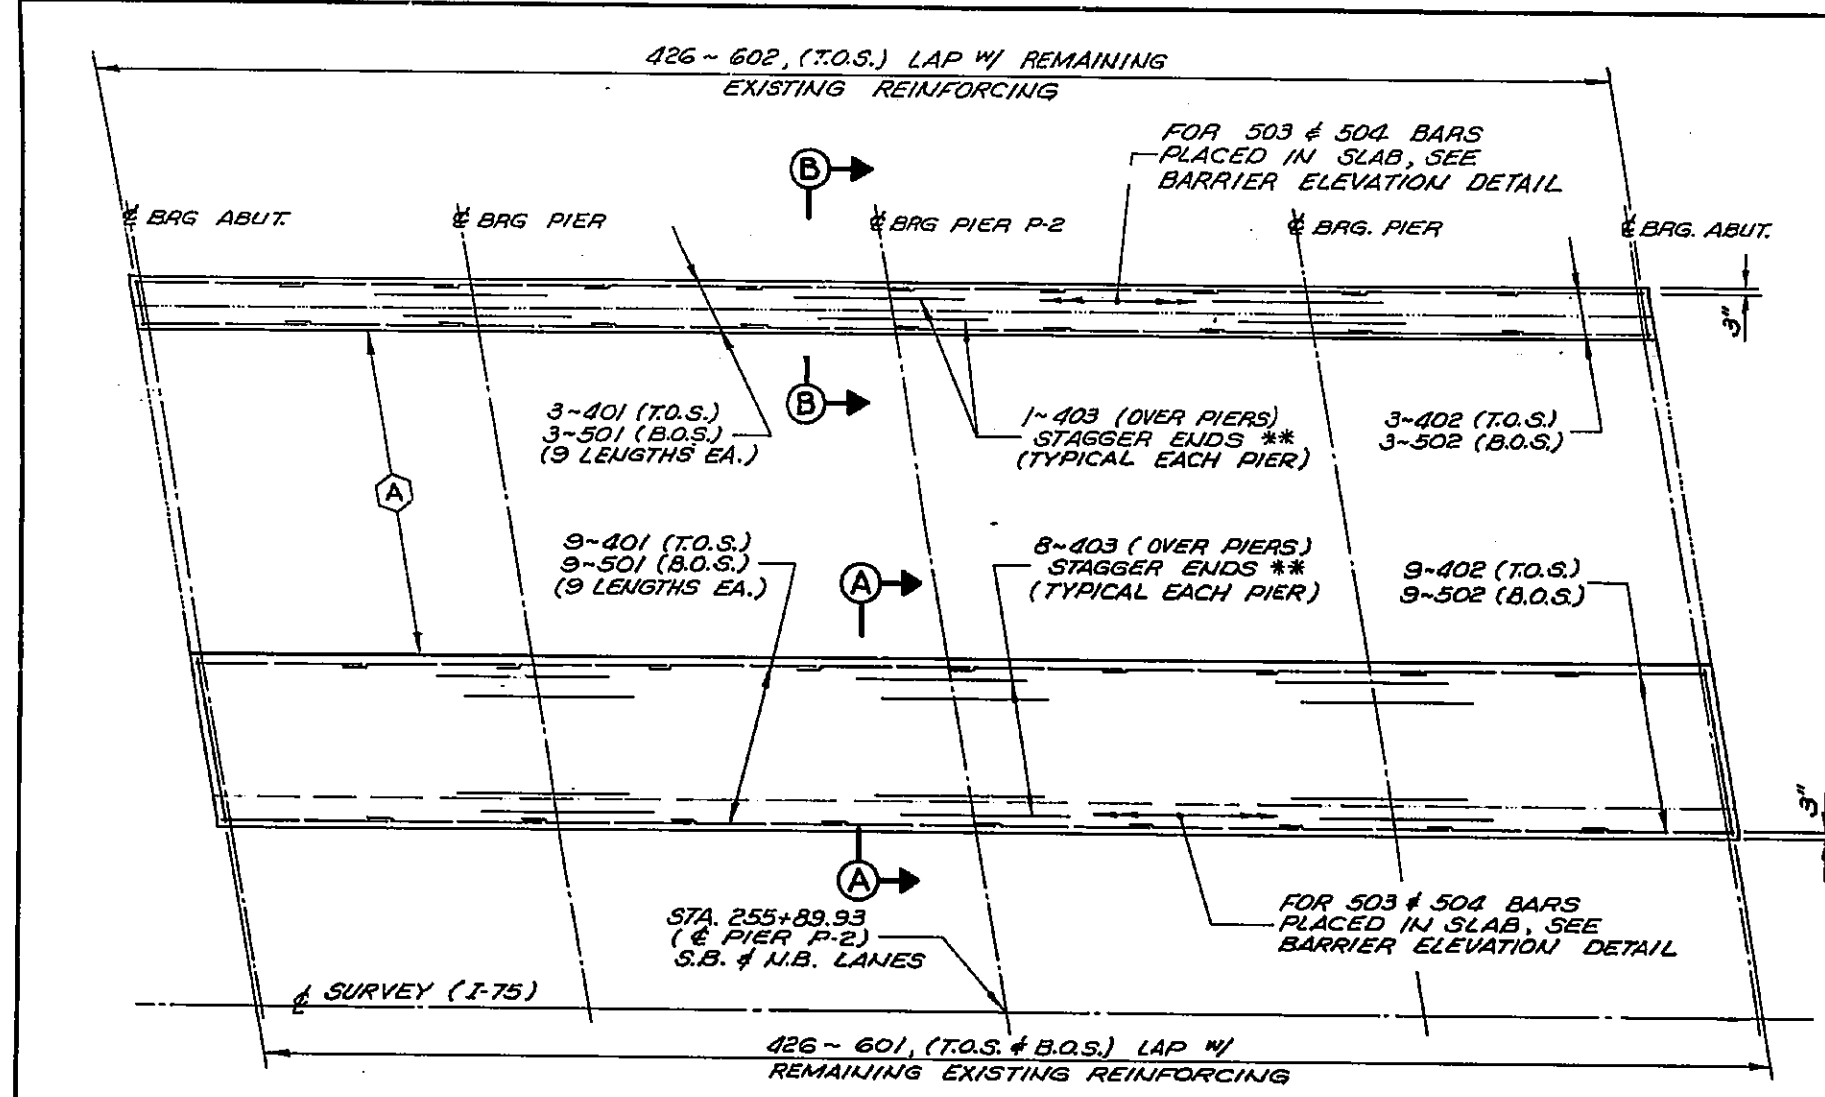 426~602, (T.O.S.) LAP W/ REMAINING
EXISTING REINFORCING
FOR 503 & 504 BARS
PLACED IN SLAB, SEE
BARRIER ELEVATION DETAIL
B
℄ BRG ABUT.
℄ BRG PIER
℄ BRG PIER P-2
℄ BRG. PIER
℄ BRG. ABUT.
3"
B
3~401 (T.O.S.)
3~501 (B.O.S.)
(9 LENGTHS EA.)
1~403 (OVER PIERS)
STAGGER ENDS **
(TYPICAL EACH PIER)
3~402 (T.O.S.)
3~502 (B.O.S.)
A
9~401 (T.O.S.)
9~501 (B.O.S.)
(9 LENGTHS EA.)
A
8~403 (OVER PIERS)
STAGGER ENDS **
(TYPICAL EACH PIER)
9~402 (T.O.S.)
9~502 (B.O.S.)
3"
A
STA. 255+89.93
(℄ PIER P-2)
S.B. & N.B. LANES
FOR 503 & 504 BARS
PLACED IN SLAB, SEE
BARRIER ELEVATION DETAIL
℄ SURVEY (I-75)
426~601, (T.O.S. & B.O.S.) LAP W/
REMAINING EXISTING REINFORCING